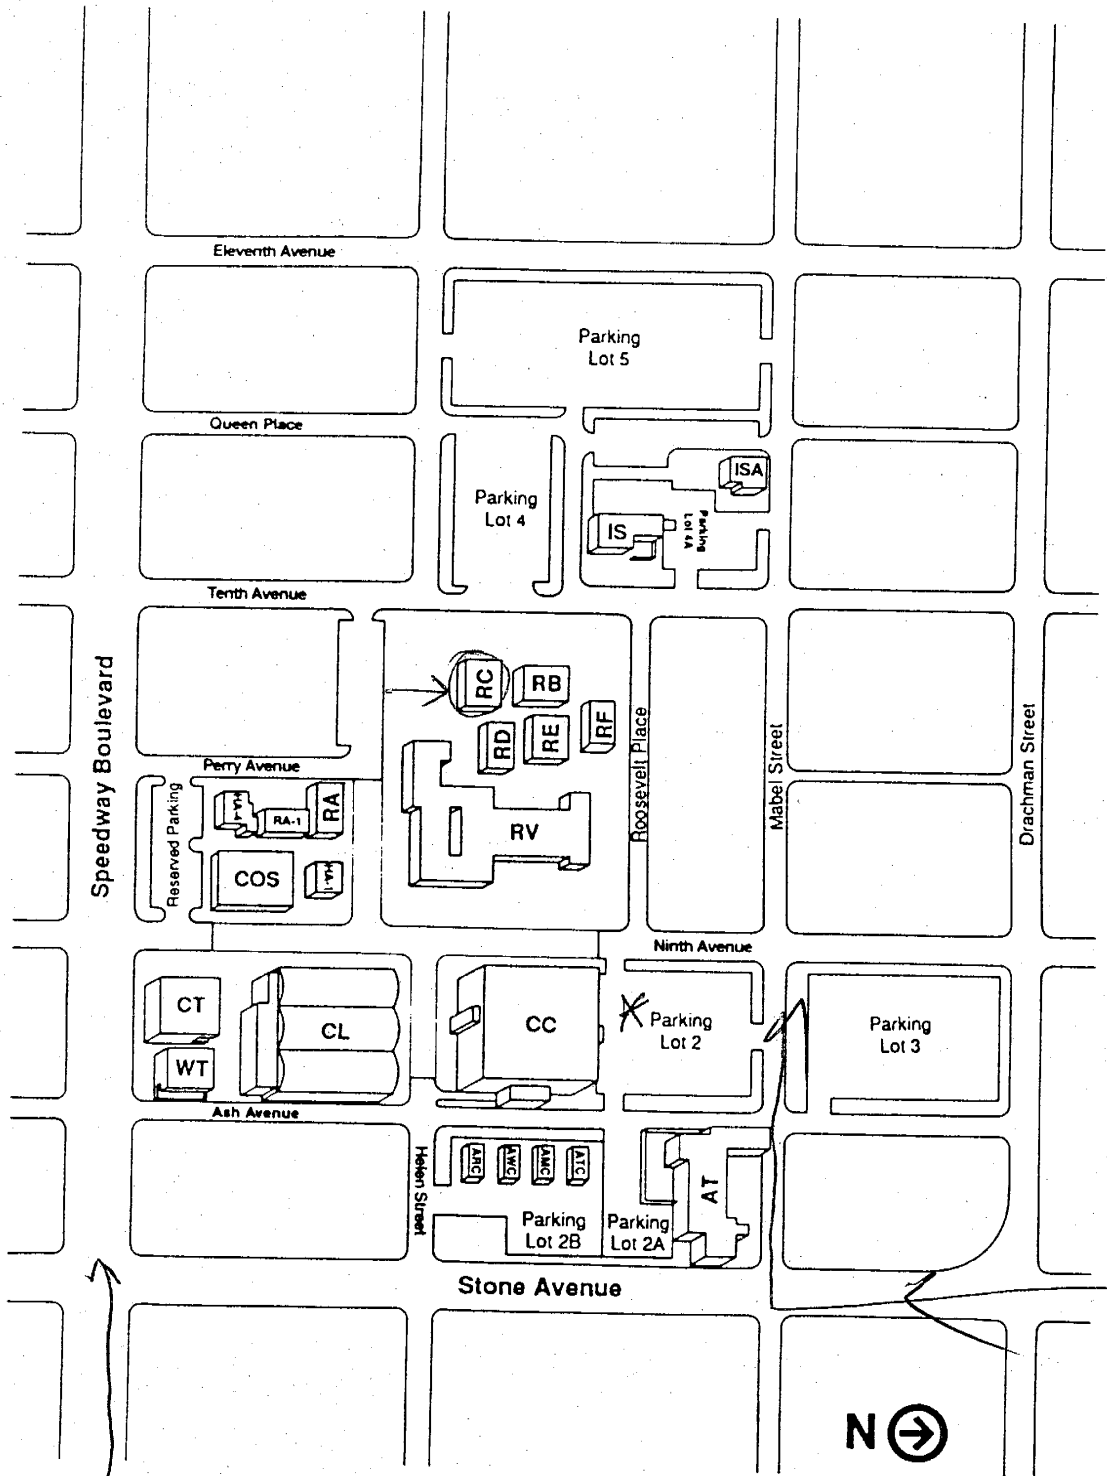 Eleventh Avenue
Parking
Lot 5
Queen Place
ISA
Parking
Lot 4
IS
Parking
Lot 4A
Tenth Avenue
RC
RB
RD
RE
RF
Speedway Boulevard
Roosevelt Place
Mabel Street
Drachman Street
Perry Avenue
Reserved Parking
RA-1
RA
RV
COS
HA-1
Ninth Avenue
CT
CL
CC
Parking
Lot 2
Parking
Lot 3
WT
Ash Avenue
Helen Street
ARC
AWC
AMC
ATC
AT
Parking
Lot 2B
Parking
Lot 2A
Stone Avenue
N